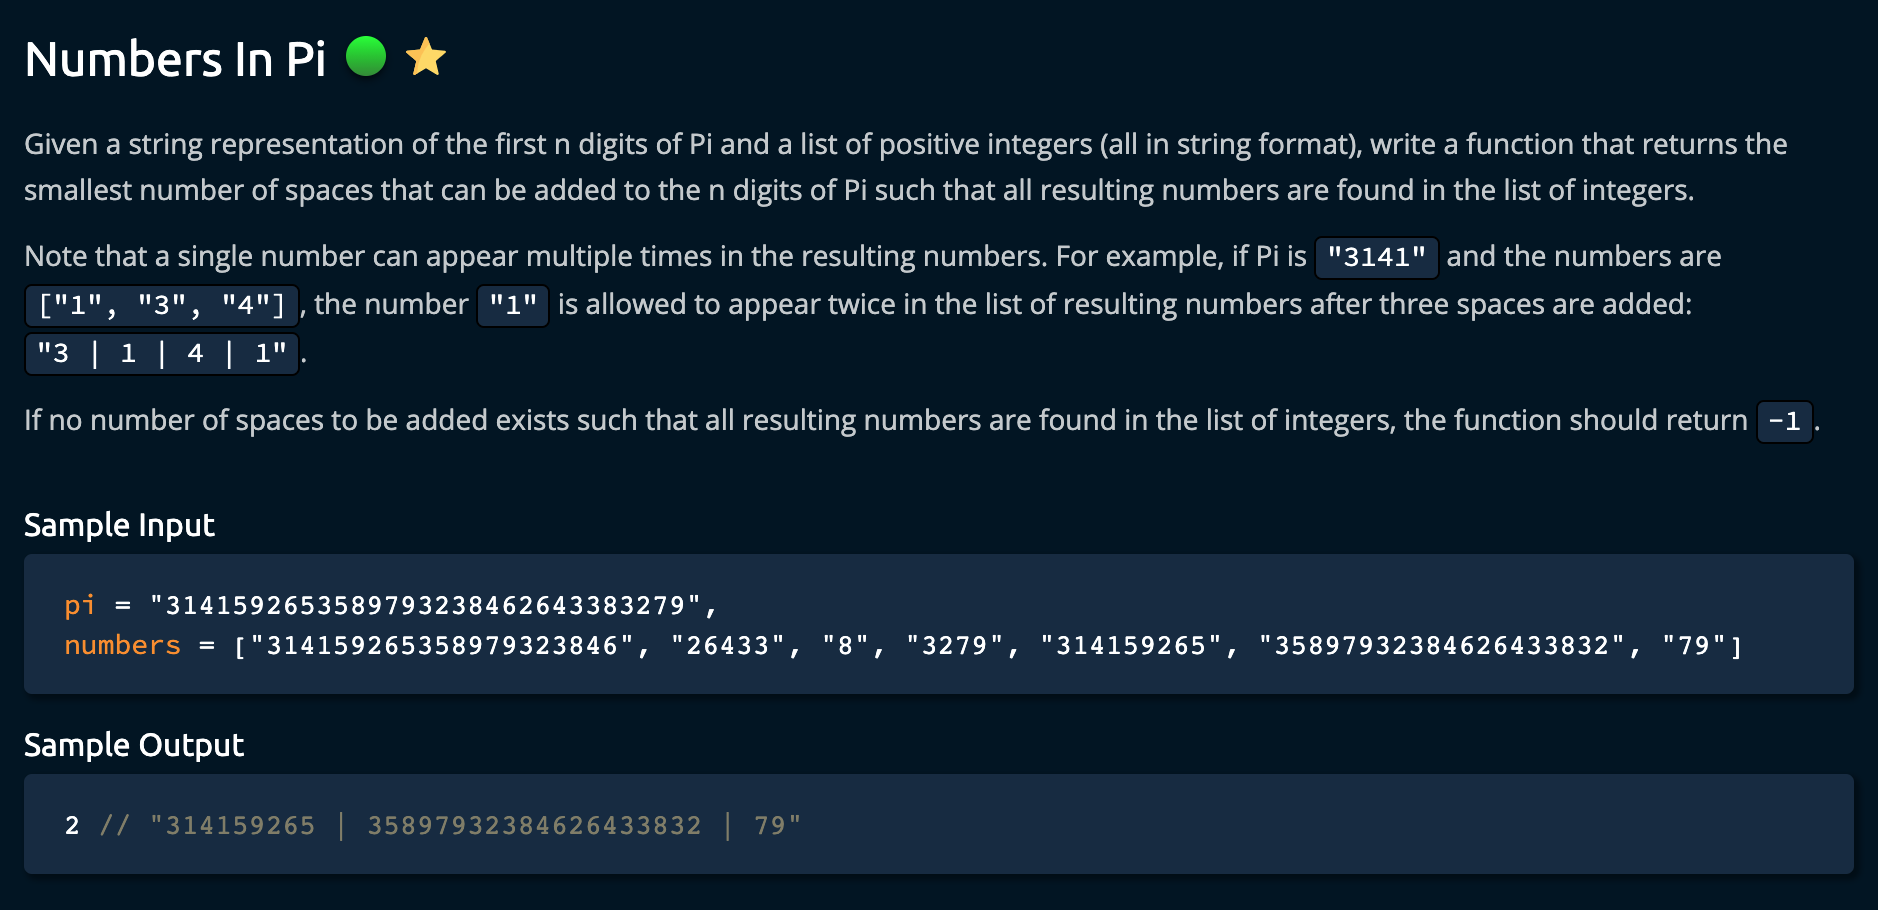 Numbers In Pi
Given a string representation of the first n digits of Pi and a list of positive integers (all in string format), write a function that returns the
smallest number of spaces that can be added to the n digits of Pi such that all resulting numbers are found in the list of integers.
Note that a single number can appear multiple times in the resulting numbers. For example, if Pi is "3141" and the numbers are
["1", "3", "4"], the number "1" is allowed to appear twice in the list of resulting numbers after three spaces are added:
"3 | 1 | 4 | 1".
If no number of spaces to be added exists such that all resulting numbers are found in the list of integers, the function should return -1.
Sample Input
pi = "3141592653589793238462643383279",
numbers = ["314159265358979323846", "26433", "8", "3279", "314159265", "35897932384626433832", "79"]
Sample Output
2 // "314159265 | 35897932384626433832 | 79"